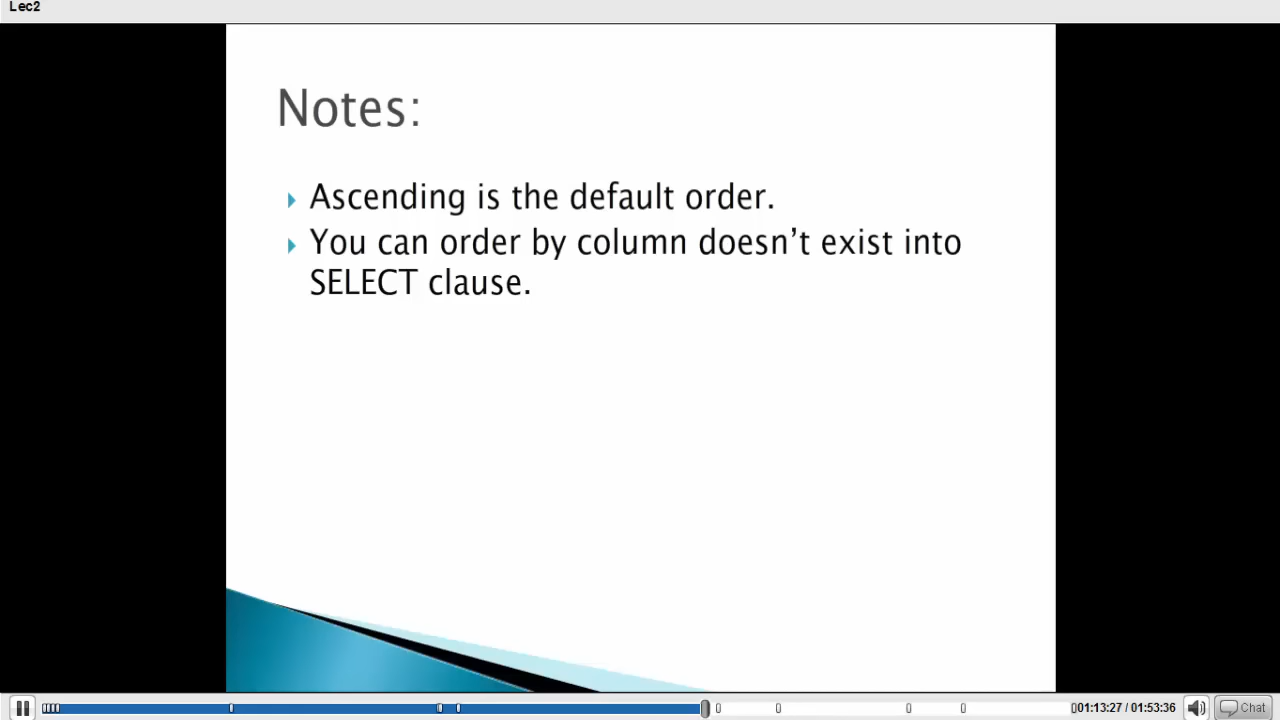 Lec2
Notes:
Ascending is the default order.
You can order by column doesn’t exist into
SELECT clause.
01:13:27 / 01:53:36
Chat